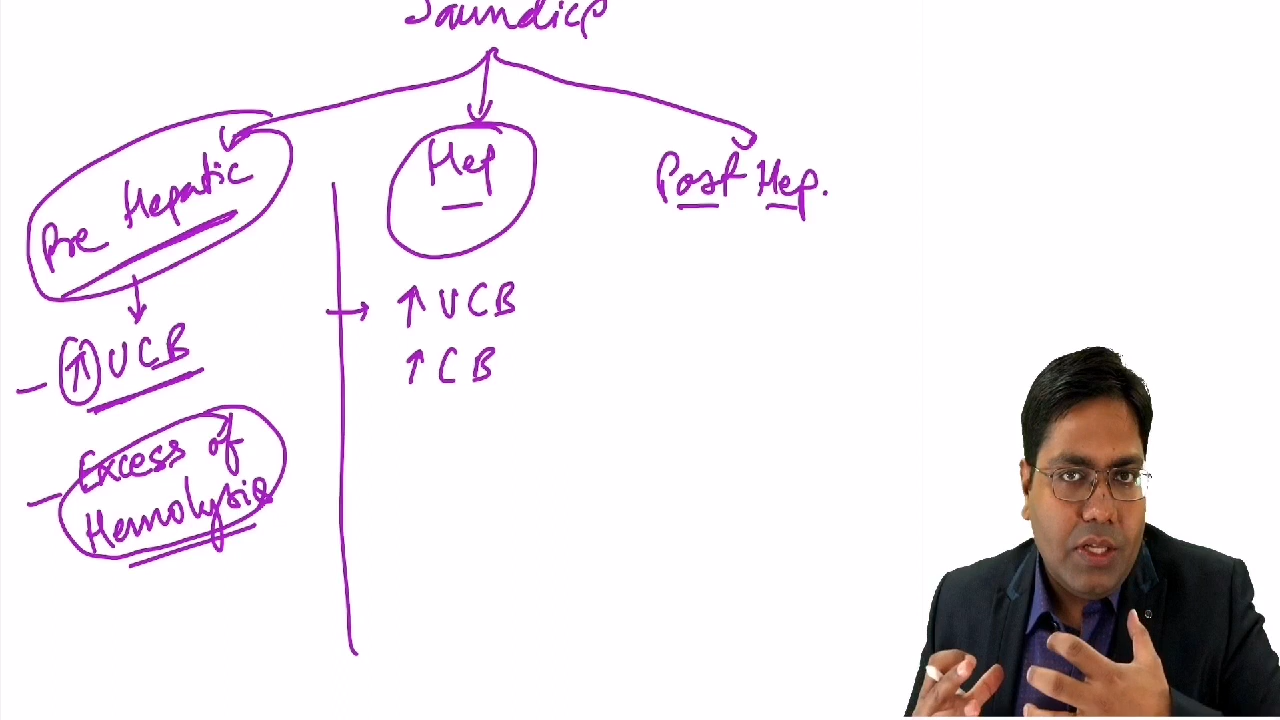 Jaundice
Pre Hepatic
Hep
Post Hep.
↑ UCB
Excess of
Hemolysis
→ ↑ UCB
↑ CB